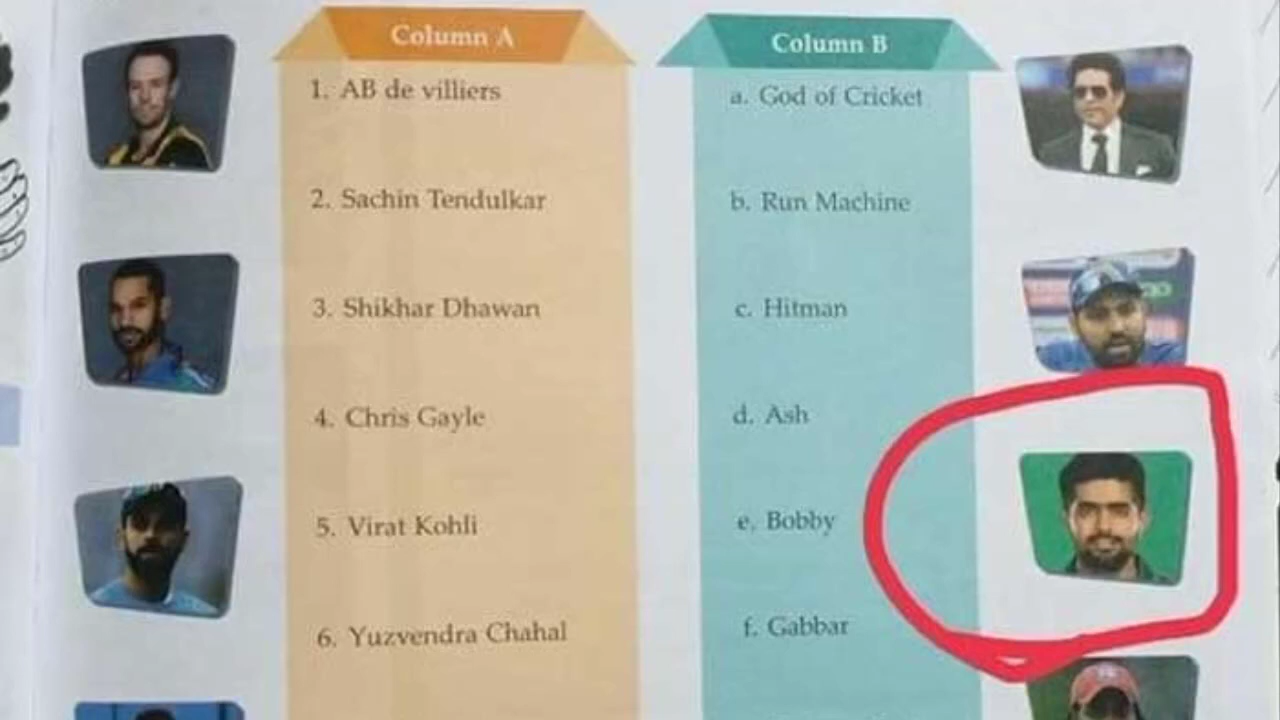 Column A
1. AB de villiers
2. Sachin Tendulkar
3. Shikhar Dhawan
4. Chris Gayle
5. Virat Kohli
6. Yuzvendra Chahal
Column B
a. God of Cricket
b. Run Machine
c. Hitman
d. Ash
e. Bobby
f. Gabbar